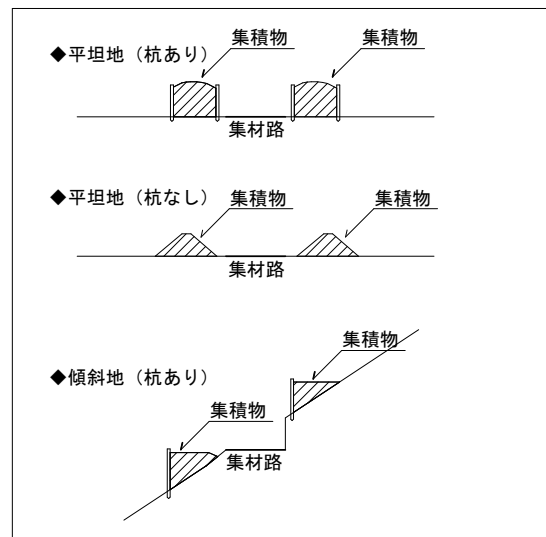 ◆平坦地（杭あり）
集積物
集積物
集材路
◆平坦地（杭なし）
集積物
集積物
集材路
◆傾斜地（杭あり）
集積物
集積物
集材路